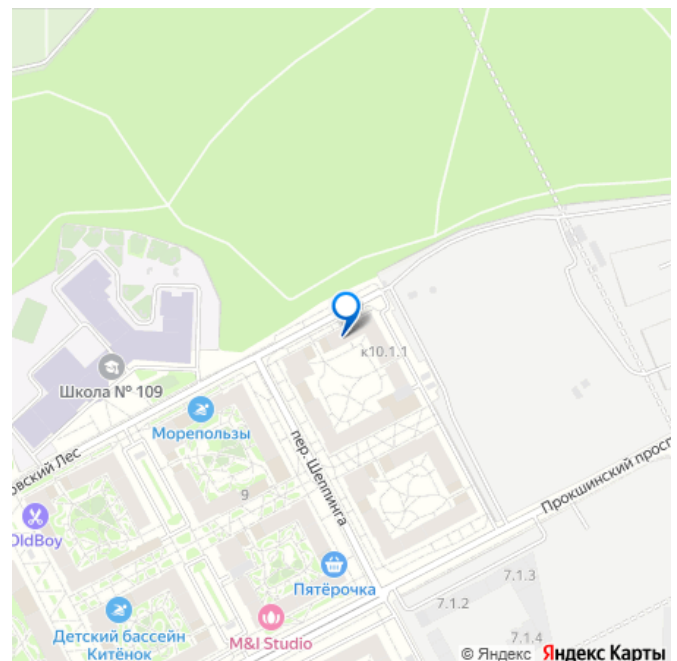 к10.1.1
Школа № 109
Морепользы
овский Лес
пер. Шеппинга
9
Прокшинский просп
OldBoy
Пятёрочка
7.1.3
7.1.2
7.1.4
Детский бассейн
Китёнок
M&I Studio
© Яндекс Яндекс Карты